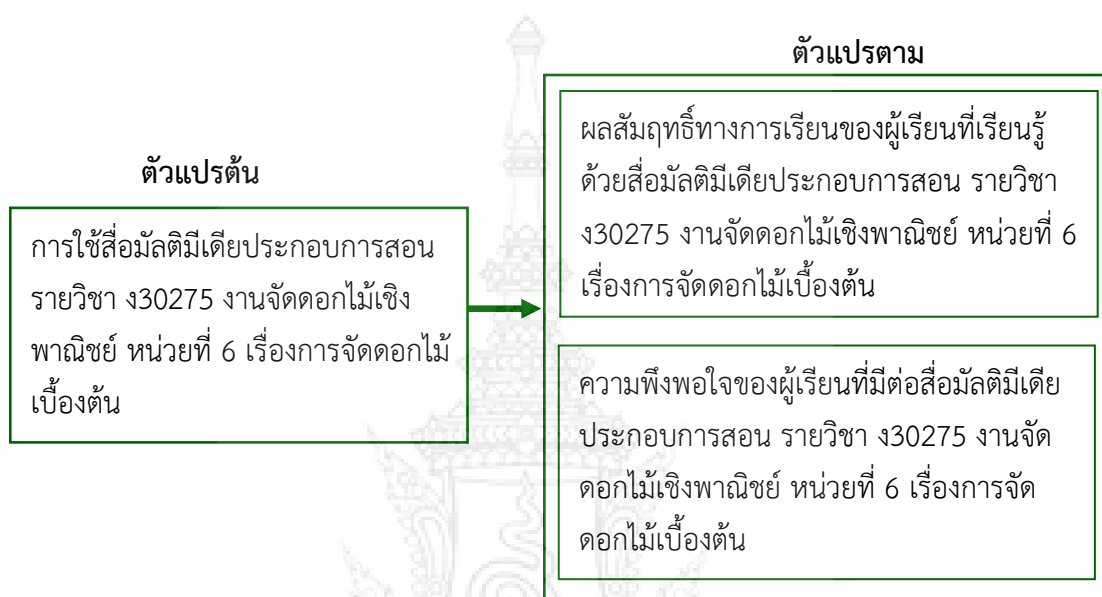 ตัวแปรต้น
การใช้สื่อมัลติมีเดียประกอบการสอน
รายวิชา ง30275 งานจัดดอกไม้เชิง
พาณิชย์ หน่วยที่ 6 เรื่องการจัดดอกไม้
เบื้องต้น
ตัวแปรตาม
ผลสัมฤทธิ์ทางการเรียนของผู้เรียนที่เรียนรู้
ด้วยสื่อมัลติมีเดียประกอบการสอน รายวิชา
ง30275 งานจัดดอกไม้เชิงพาณิชย์ หน่วยที่ 6
เรื่องการจัดดอกไม้เบื้องต้น
ความพึงพอใจของผู้เรียนที่มีต่อสื่อมัลติมีเดีย
ประกอบการสอน รายวิชา ง30275 งานจัด
ดอกไม้เชิงพาณิชย์ หน่วยที่ 6 เรื่องการจัด
ดอกไม้เบื้องต้น